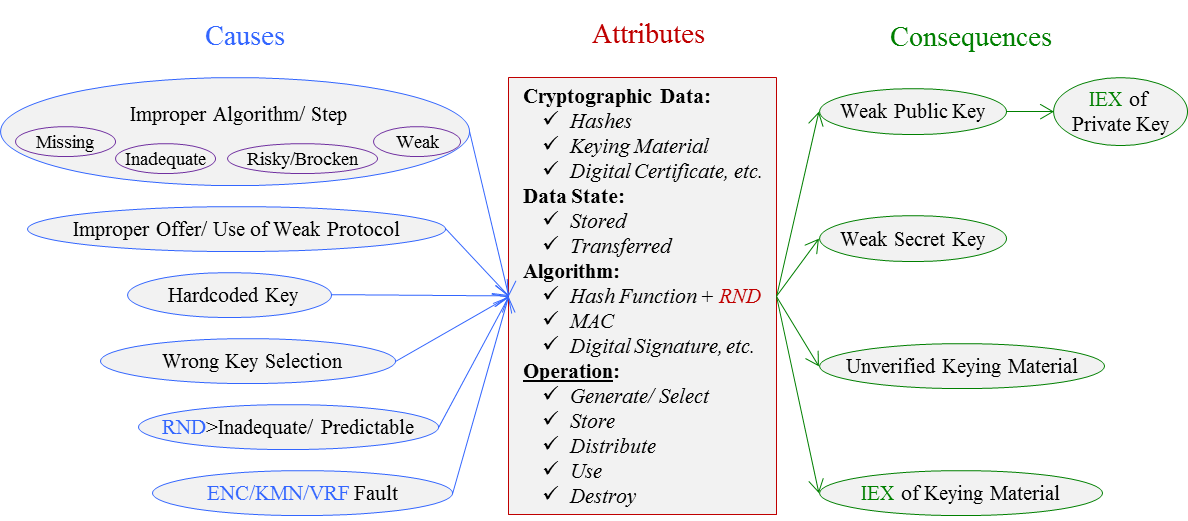 Causes
Attributes
Consequences
Improper Algorithm/ Step
Missing
Inadequate
Risky/Brocken
Weak
Improper Offer/ Use of Weak Protocol
Hardcoded Key
Wrong Key Selection
RND>Inadequate/ Predictable
ENC/KMN/VRF Fault
Cryptographic Data:
✓ Hashes
✓ Keying Material
✓ Digital Certificate, etc.
Data State:
✓ Stored
✓ Transferred
Algorithm:
✓ Hash Function + RND
✓ MAC
✓ Digital Signature, etc.
Operation:
✓ Generate/ Select
✓ Store
✓ Distribute
✓ Use
✓ Destroy
Weak Public Key
IEX of
Private Key
Weak Secret Key
Unverified Keying Material
IEX of Keying Material